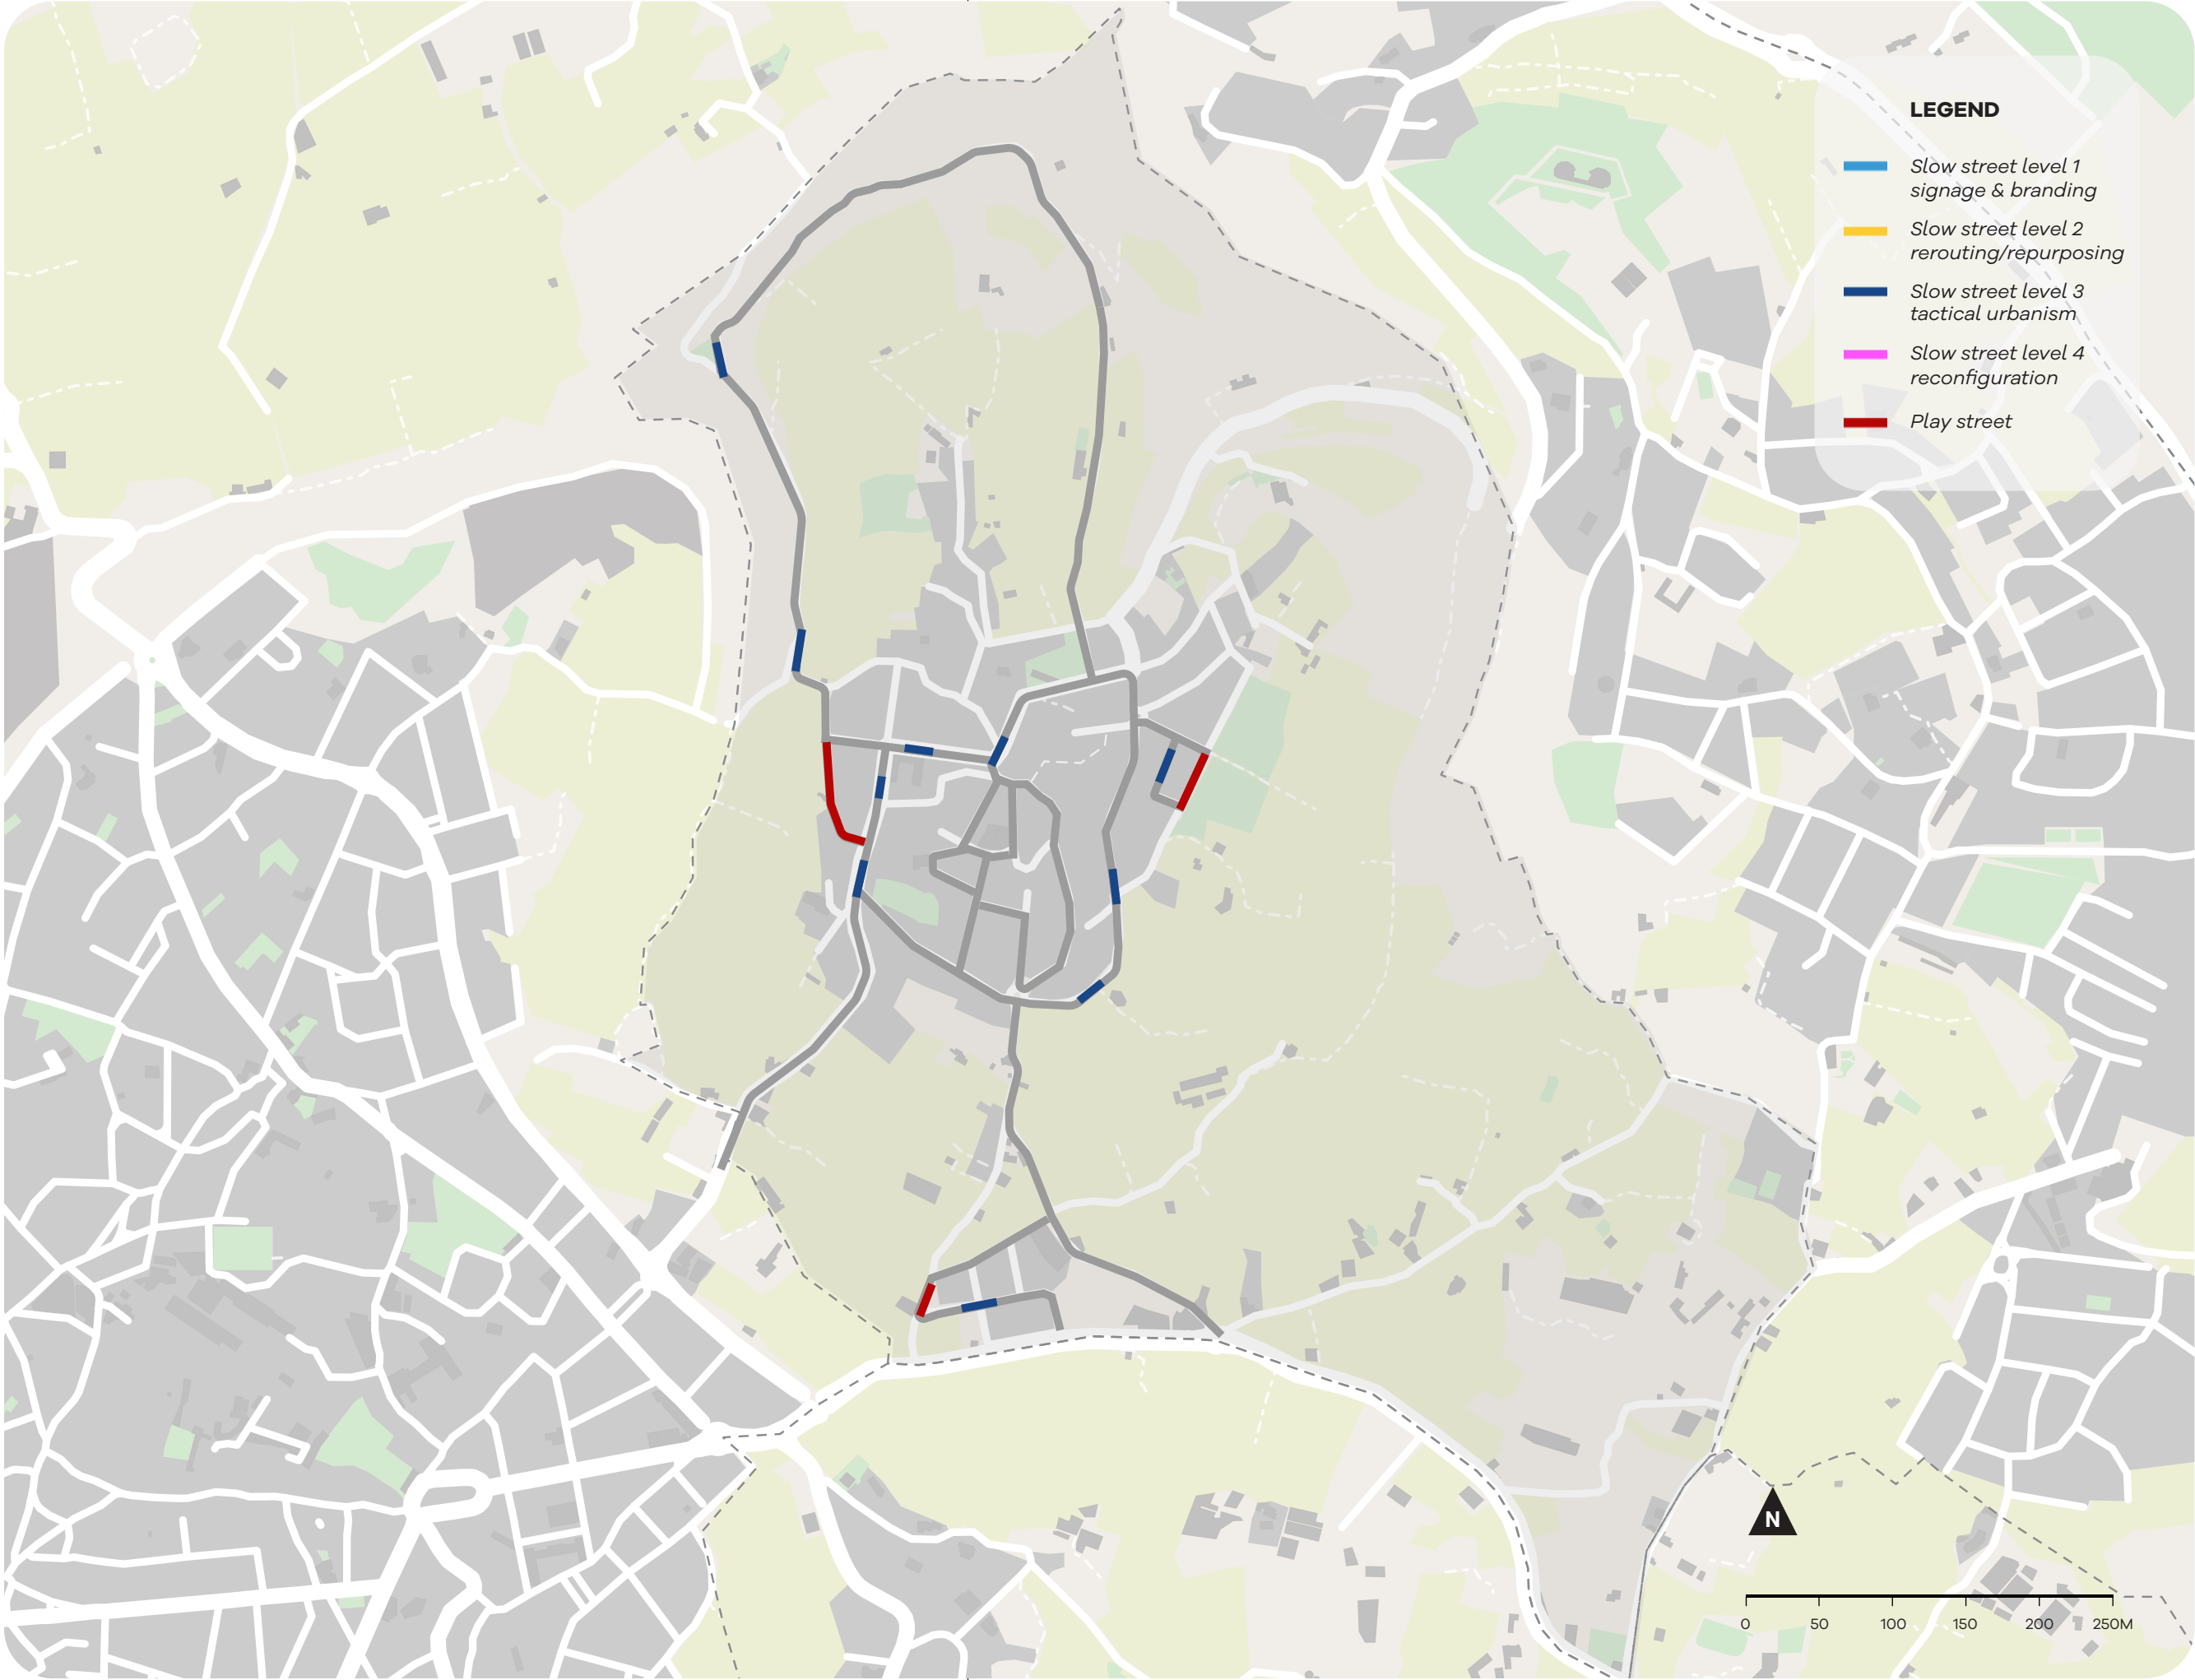 LEGEND
Slow street level 1
signage & branding
Slow street level 2
rerouting/repurposing
Slow street level 3
tactical urbanism
Slow street level 4
reconfiguration
Play street
N
0 50 100 150 200 250M